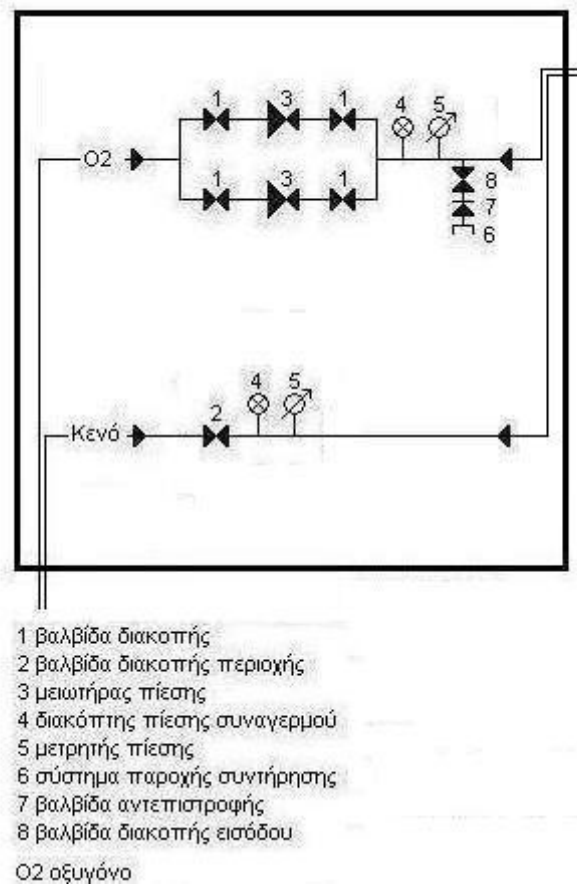 1 3 1 4 5
O2
1 3 1 8
7
6
4 5
2
Κενό
1 βαλβίδα διακοπής
2 βαλβίδα διακοπής περιοχής
3 μειωτήρας πίεσης
4 διακόπτης πίεσης συναγερμού
5 μετρητής πίεσης
6 σύστημα παροχής συντήρησης
7 βαλβίδα αντεπιστροφής
8 βαλβίδα διακοπής εισόδου
O2 οξυγόνο